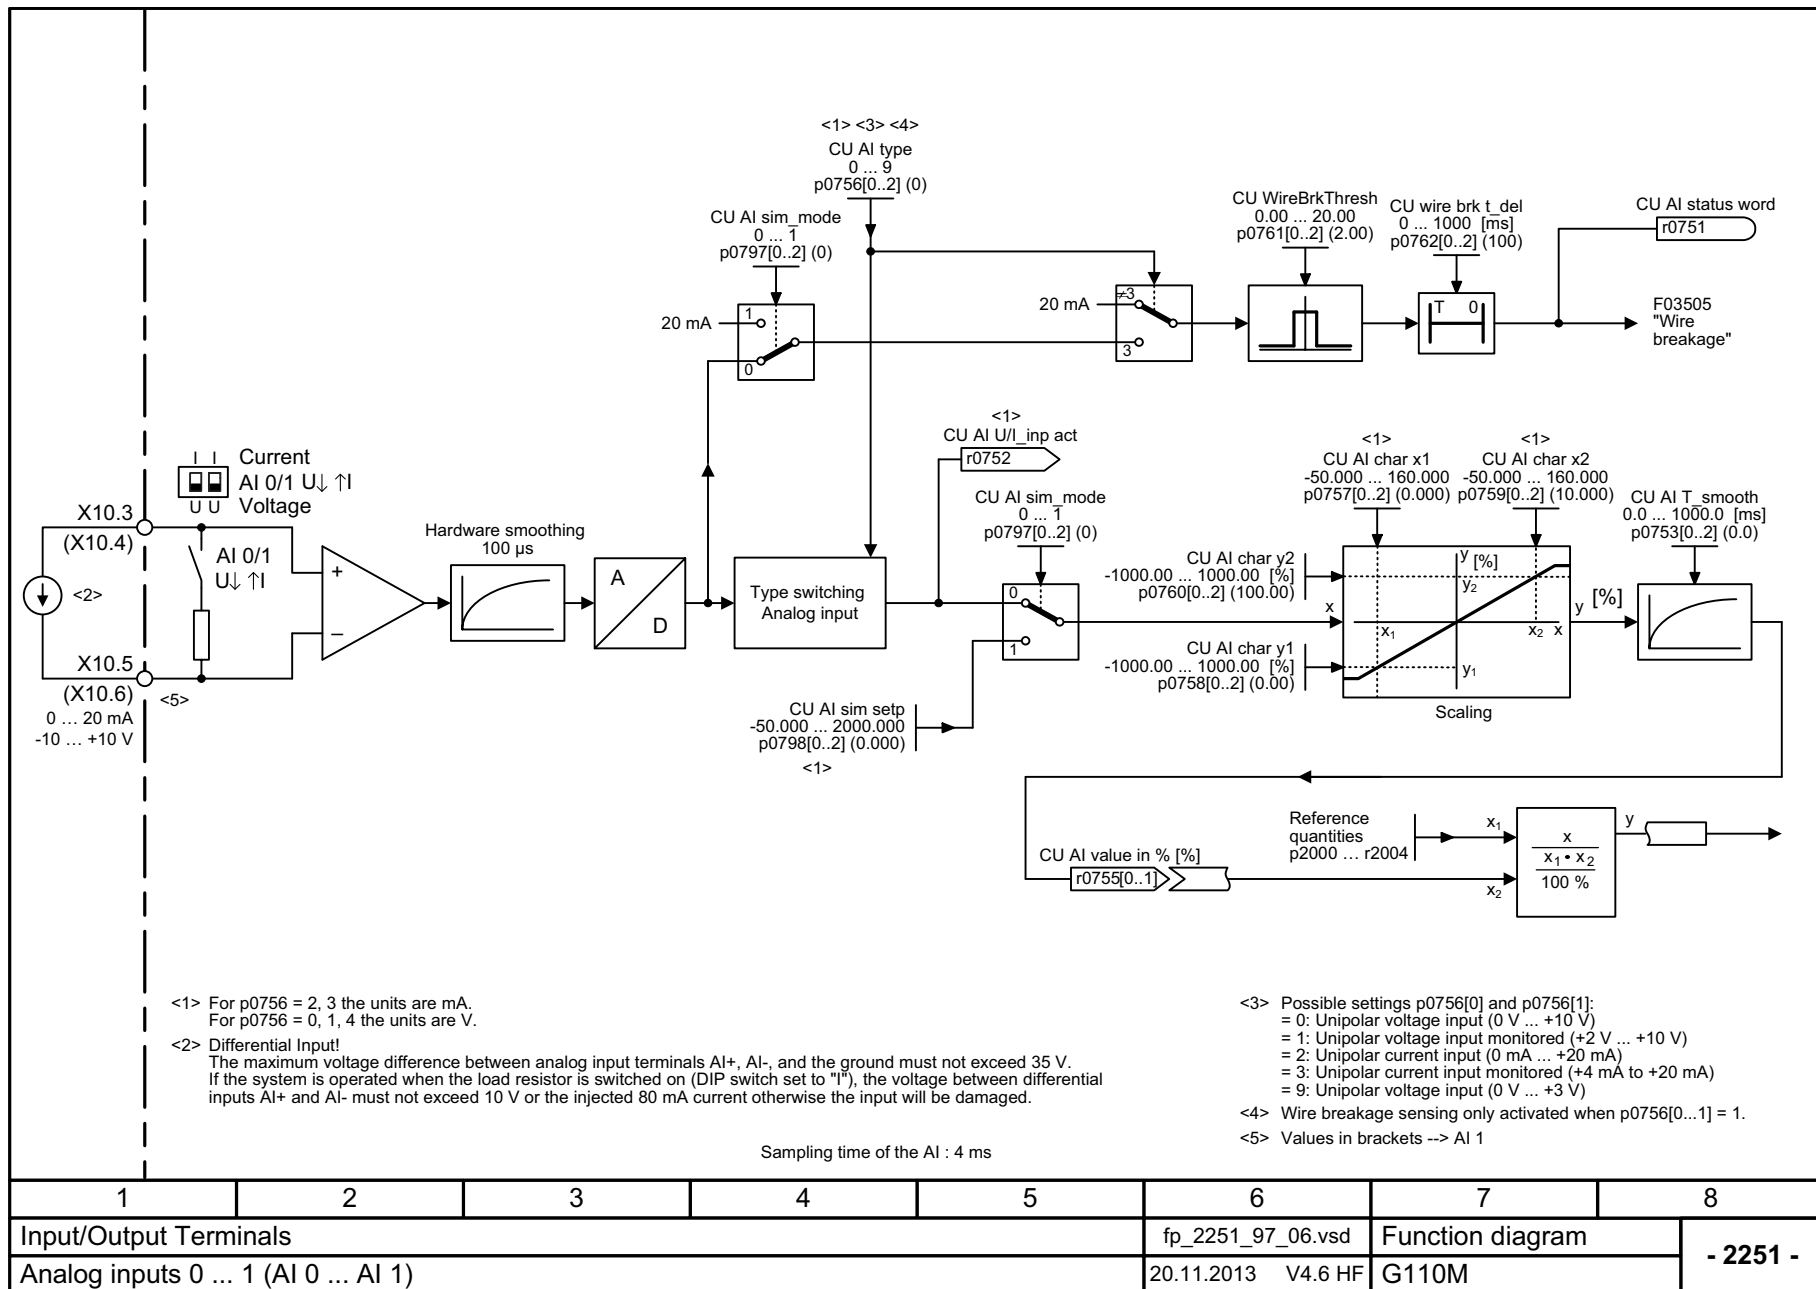 <1> <3> <4>
CU AI type
0 ... 9
p0756[0..2] (0)
CU AI sim_mode
0 ... 1
p0797[0..2] (0)
20 mA
1
0
20 mA
≠3
3
CU WireBrkThresh
0.00 ... 20.00
p0761[0..2] (2.00)
CU wire brk t_del
0 ... 1000 [ms]
p0762[0..2] (100)
T 0
CU AI status word
r0751
F03505
"Wire
breakage"
I I Current
AI 0/1 U↓ ↑I
U U Voltage
X10.3
(X10.4)
<2>
AI 0/1
U↓ ↑I
X10.5
(X10.6)
<5>
0 ... 20 mA
-10 ... +10 V
+
–
Hardware smoothing
100 µs
A
D
Type switching
Analog input
<1>
CU AI U/I_inp act
r0752
CU AI sim_mode
0 ... 1
p0797[0..2] (0)
0
1
CU AI sim setp
-50.000 ... 2000.000
p0798[0..2] (0.000)
<1>
CU AI char y2
-1000.00 ... 1000.00 [%]
p0760[0..2] (100.00)
x
CU AI char y1
-1000.00 ... 1000.00 [%]
p0758[0..2] (0.00)
<1>
CU AI char x1
-50.000 ... 160.000
p0757[0..2] (0.000)
<1>
CU AI char x2
-50.000 ... 160.000
p0759[0..2] (10.000)
y [%]
y2
x1
x2 x
y1
Scaling
y [%]
CU AI T_smooth
0.0 ... 1000.0 [ms]
p0753[0..2] (0.0)
CU AI value in % [%]
r0755[0..1]
Reference
quantities
p2000 ... r2004
x1
x2
x
x1 • x2
100 %
y
<1> For p0756 = 2, 3 the units are mA.
For p0756 = 0, 1, 4 the units are V.
<2> Differential Input!
The maximum voltage difference between analog input terminals AI+, AI-, and the ground must not exceed 35 V.
If the system is operated when the load resistor is switched on (DIP switch set to "I"), the voltage between differential
inputs AI+ and AI- must not exceed 10 V or the injected 80 mA current otherwise the input will be damaged.
Sampling time of the AI : 4 ms
<3> Possible settings p0756[0] and p0756[1]:
= 0: Unipolar voltage input (0 V ... +10 V)
= 1: Unipolar voltage input monitored (+2 V ... +10 V)
= 2: Unipolar current input (0 mA ... +20 mA)
= 3: Unipolar current input monitored (+4 mA to +20 mA)
= 9: Unipolar voltage input (0 V ... +3 V)
<4> Wire breakage sensing only activated when p0756[0...1] = 1.
<5> Values in brackets --> AI 1
1 2 3 4 5 6 7 8
Input/Output Terminals
fp_2251_97_06.vsd
Function diagram
- 2251 -
Analog inputs 0 ... 1 (AI 0 ... AI 1)
20.11.2013 V4.6 HF
G110M